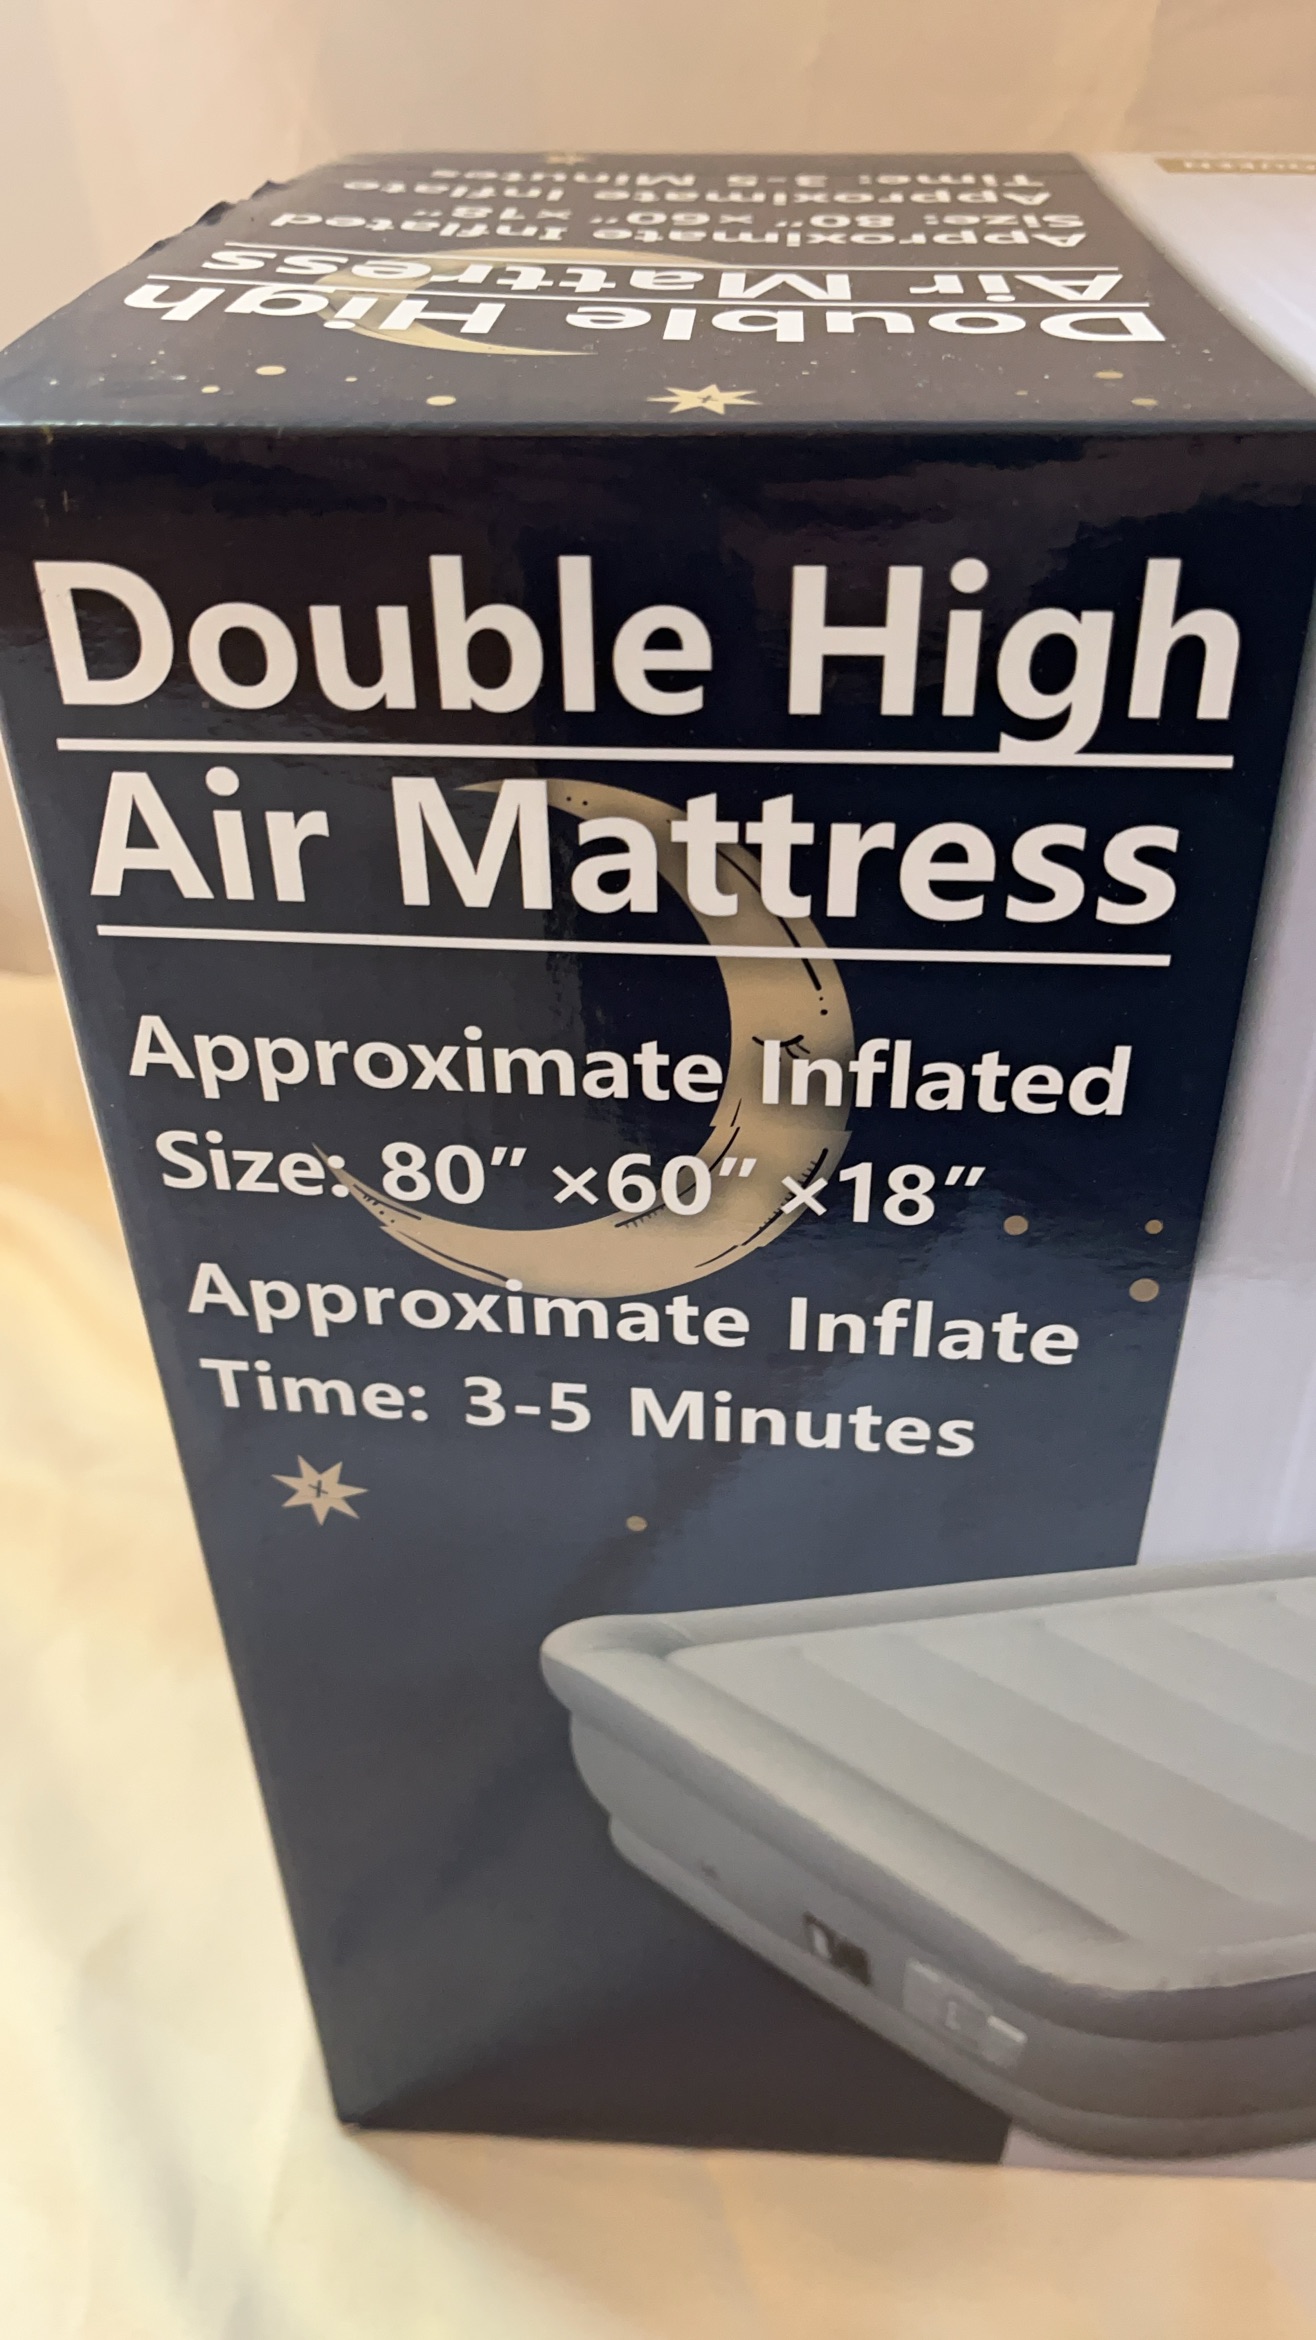 Double High
Air Mattress
Approximate Inflated
Size: 80” ×60” ×18”
Approximate Inflate
Time: 3-5 Minutes
Double High
Air Mattress
Approximate Inflated
Size: 80” ×60” ×18”
Approximate Inflate
Time: 3-5 Minutes